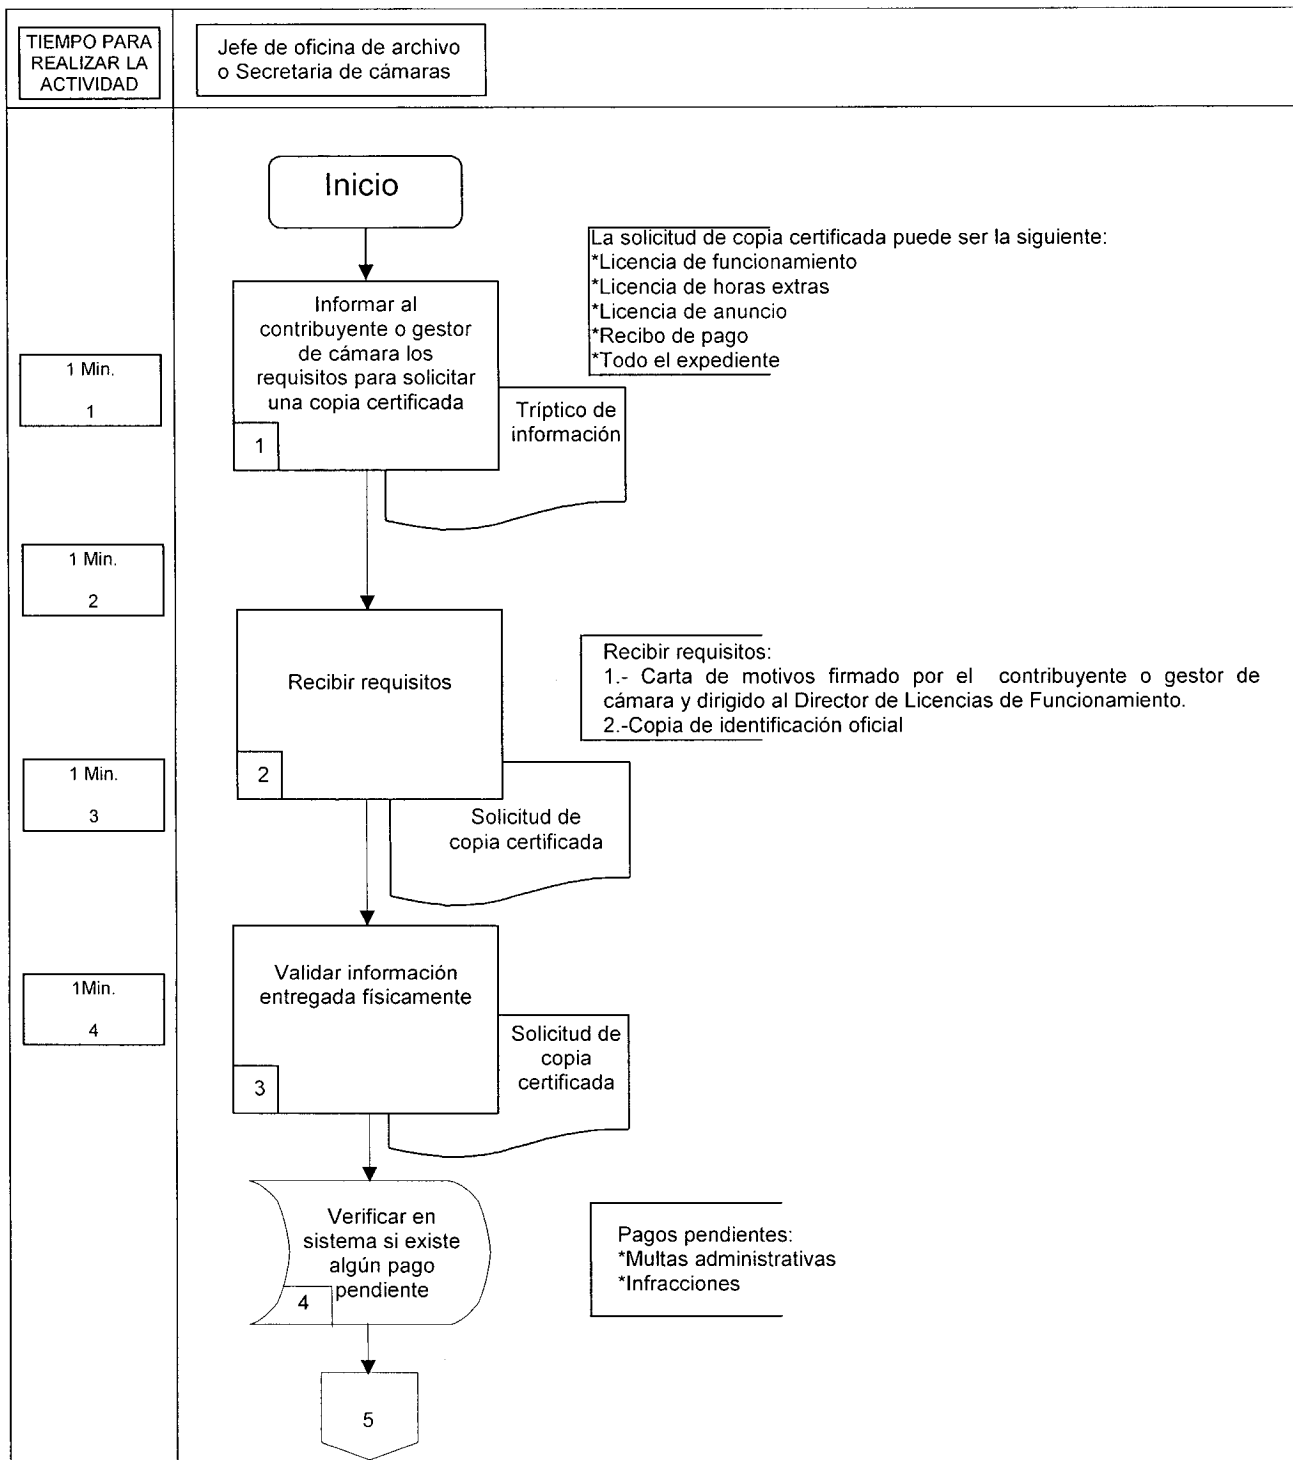 TIEMPO PARA
REALIZAR LA
ACTIVIDAD
Jefe de oficina de archivo
o Secretaria de cámaras
Inicio
La solicitud de copia certificada puede ser la siguiente:
*Licencia de funcionamiento
*Licencia de horas extras
*Licencia de anuncio
*Recibo de pago
*Todo el expediente
Informar al
contribuyente o gestor
de cámara los
requisitos para solicitar
una copia certificada
1
1 Min.
1
Tríptico de
información
1 Min.
2
Recibir requisitos
2
Recibir requisitos:
1.- Carta de motivos firmado por el contribuyente o gestor de
cámara y dirigido al Director de Licencias de Funcionamiento.
2.-Copia de identificación oficial
1 Min.
3
Solicitud de
copia certificada
Validar información
entregada físicamente
3
1Min.
4
Solicitud de
copia
certificada
Verificar en
sistema si existe
algún pago
pendiente
4
Pagos pendientes:
*Multas administrativas
*Infracciones
5